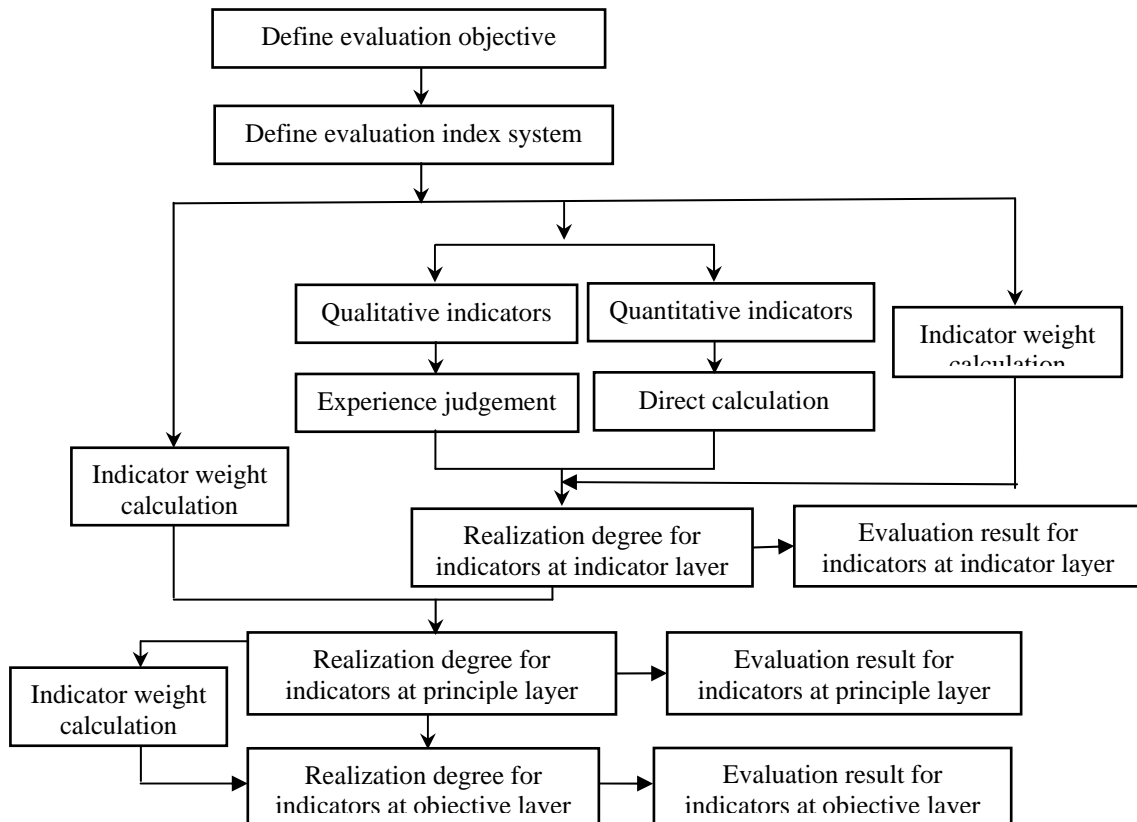 Define evaluation objective
Define evaluation index system
Qualitative indicators
Quantitative indicators
Indicator weight
calculation
Experience judgement
Direct calculation
Indicator weight
calculation
Realization degree for
indicators at indicator layer
Evaluation result for
indicators at indicator layer
Realization degree for
indicators at principle layer
Evaluation result for
indicators at principle layer
Indicator weight
calculation
Realization degree for
indicators at objective layer
Evaluation result for
indicators at objective layer